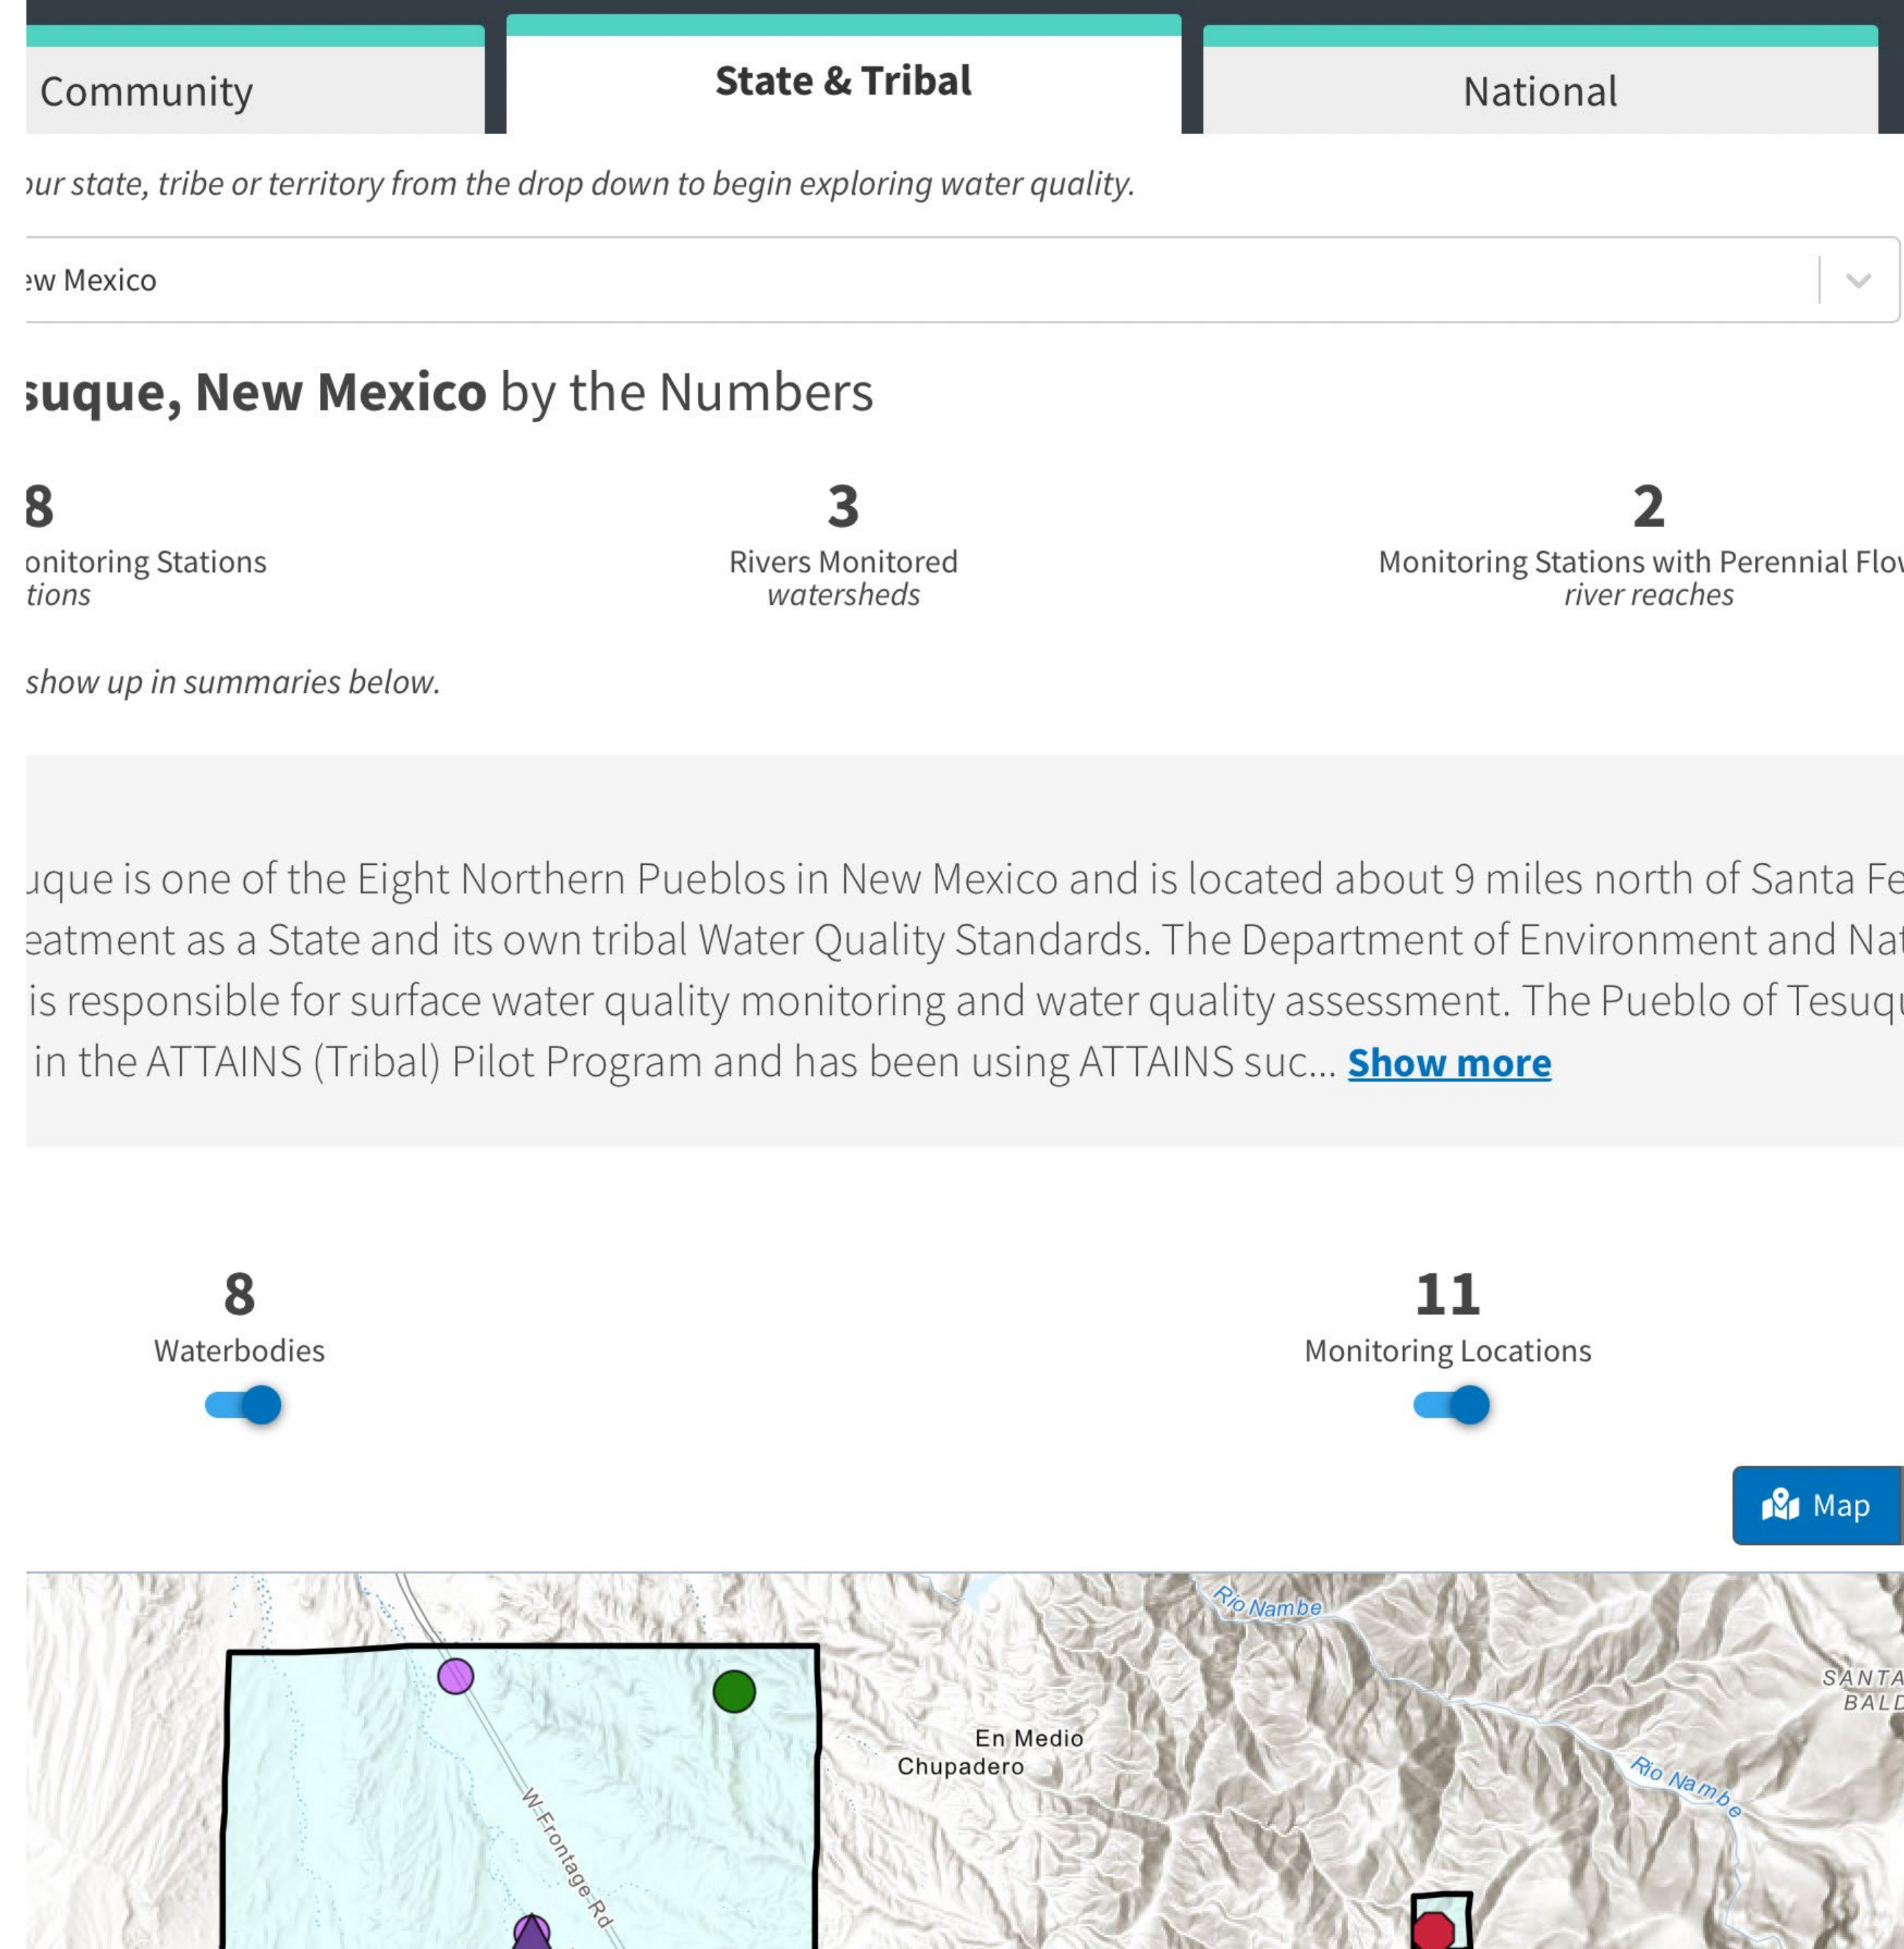 Community
State & Tribal
National
our state, tribe or territory from the drop down to begin exploring water quality.
ew Mexico
suque, New Mexico by the Numbers
8
onitoring Stations
tions
3
Rivers Monitored
watersheds
2
Monitoring Stations with Perennial Flow
river reaches
show up in summaries below.
uque is one of the Eight Northern Pueblos in New Mexico and is located about 9 miles north of Santa Fe
eatment as a State and its own tribal Water Quality Standards. The Department of Environment and Nat
is responsible for surface water quality monitoring and water quality assessment. The Pueblo of Tesuqu
in the ATTAINS (Tribal) Pilot Program and has been using ATTAINS suc... Show more
8
Waterbodies
11
Monitoring Locations
Map
Rio Nambe
SANTA
BALD
En Medio
Chupadero
Rio Nambe
W-Frontage-Rd